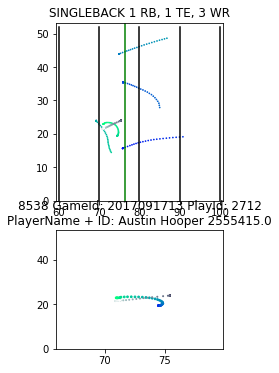 SINGLEBACK 1 RB, 1 TE, 3 WR
50
40
30
20
10
0
60 70 80 90 100
8538 GameId: 2017091713 PlayId: 2712
PlayerName + ID: Austin Hooper 2555415.0
40
20
0
70 75